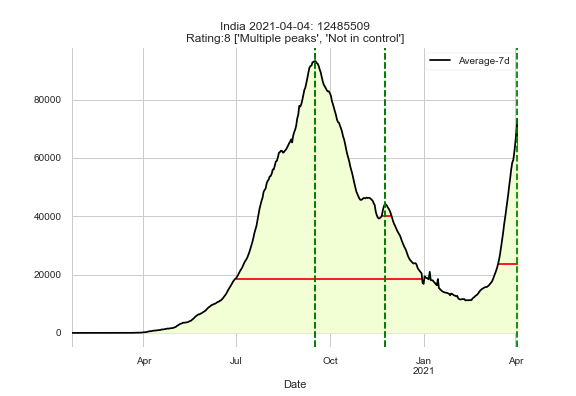 India 2021-04-04: 12485509
Rating:8 ['Multiple peaks', 'Not in control']
Average-7d
80000
60000
40000
20000
0
Apr
Jul
Oct
Jan
2021
Apr
Date